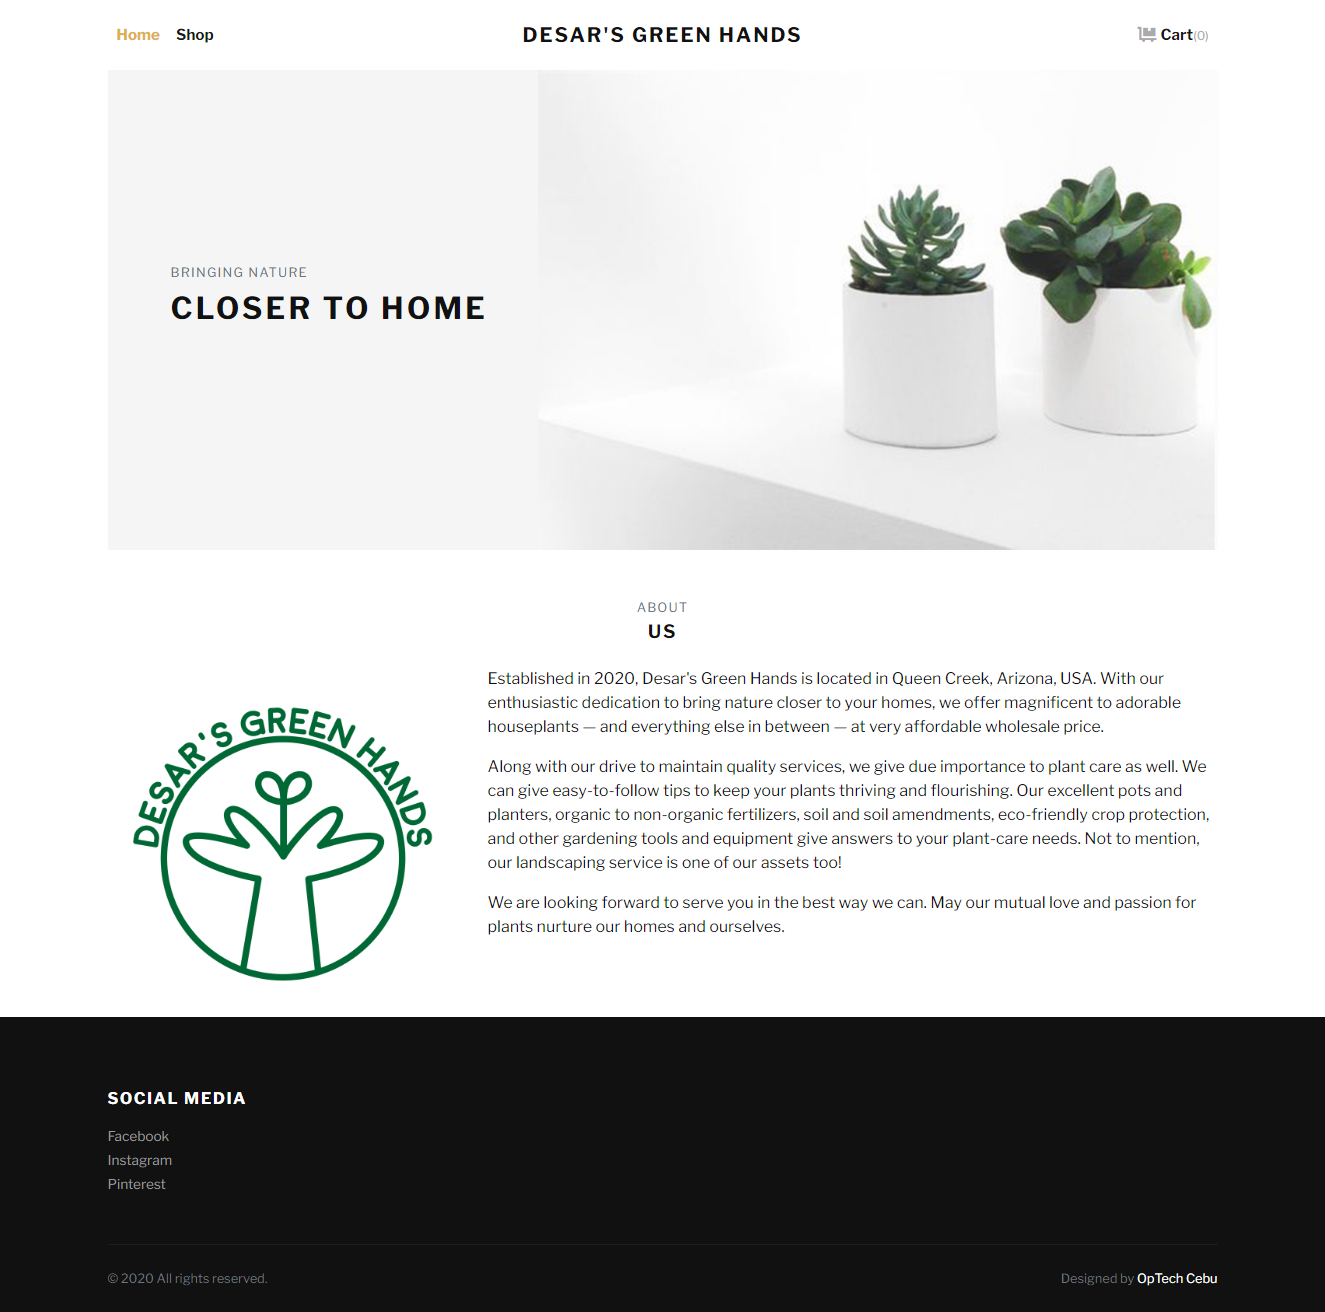 Home Shop DESAR'S GREEN HANDS Cart(0)
BRINGING NATURE
CLOSER TO HOME
ABOUT
US
DESAR'S GREEN HANDS
Established in 2020, Desar's Green Hands is located in Queen Creek, Arizona, USA. With our
enthusiastic dedication to bring nature closer to your homes, we offer magnificent to adorable
houseplants — and everything else in between — at very affordable wholesale price.
Along with our drive to maintain quality services, we give due importance to plant care as well. We
can give easy-to-follow tips to keep your plants thriving and flourishing. Our excellent pots and
planters, organic to non-organic fertilizers, soil and soil amendments, eco-friendly crop protection,
and other gardening tools and equipment give answers to your plant-care needs. Not to mention,
our landscaping service is one of our assets too!
We are looking forward to serve you in the best way we can. May our mutual love and passion for
plants nurture our homes and ourselves.
SOCIAL MEDIA
Facebook
Instagram
Pinterest
© 2020 All rights reserved. Designed by OpTech Cebu